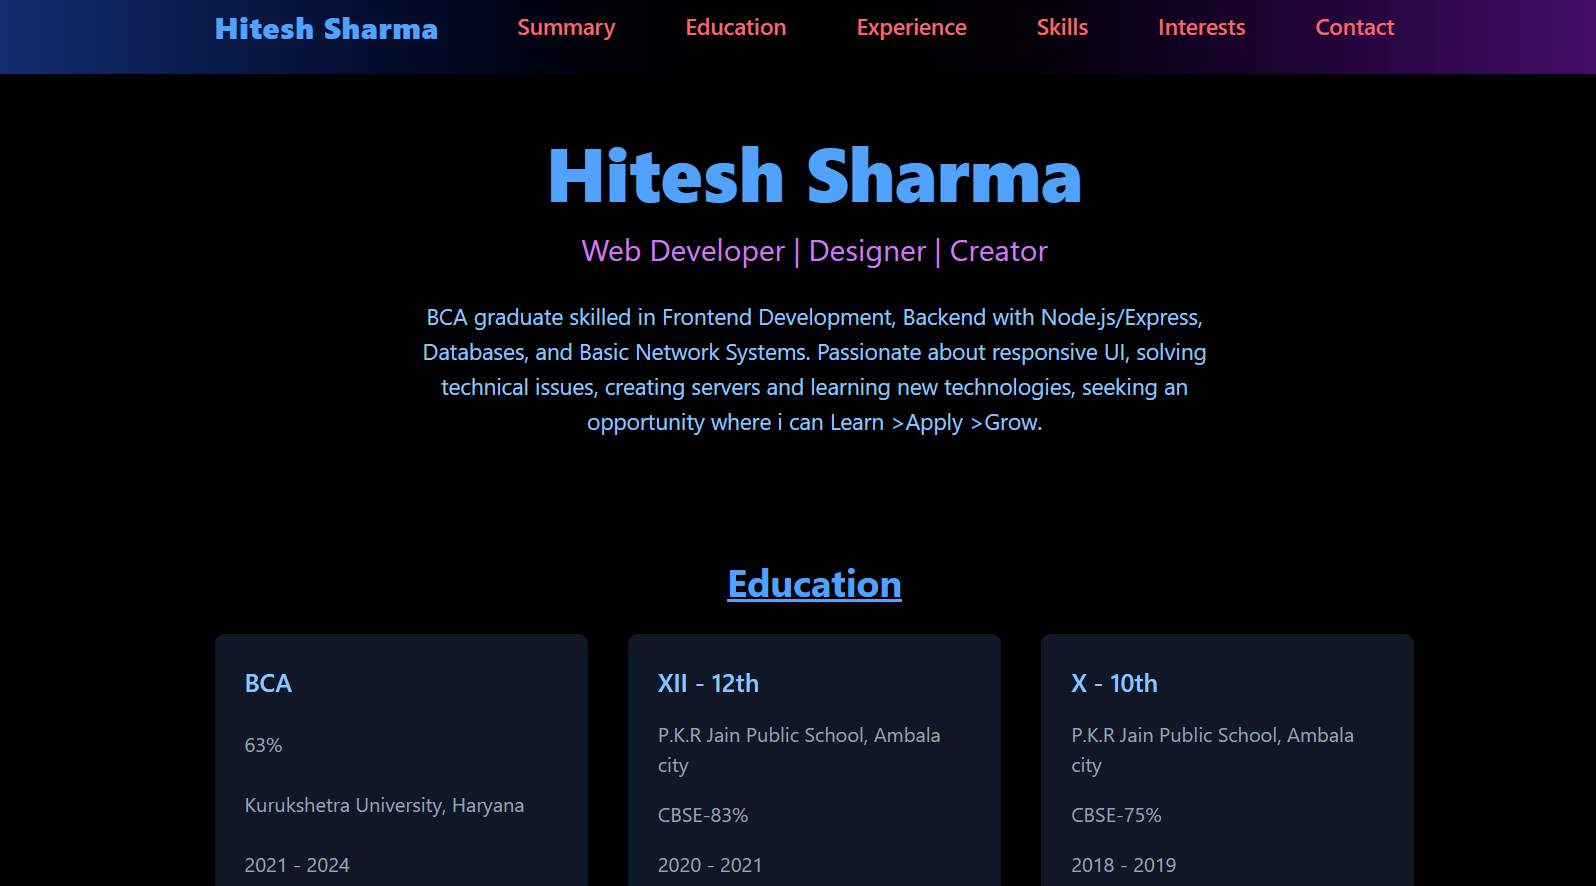 Hitesh Sharma Summary Education Experience Skills Interests Contact
Hitesh Sharma
Web Developer | Designer | Creator
BCA graduate skilled in Frontend Development, Backend with Node.js/Express,
Databases, and Basic Network Systems. Passionate about responsive UI, solving
technical issues, creating servers and learning new technologies, seeking an
opportunity where i can Learn >Apply >Grow.
Education
BCA
63%
Kurukshetra University, Haryana
2021 - 2024
XII - 12th
P.K.R Jain Public School, Ambala
city
CBSE-83%
2020 - 2021
X - 10th
P.K.R Jain Public School, Ambala
city
CBSE-75%
2018 - 2019